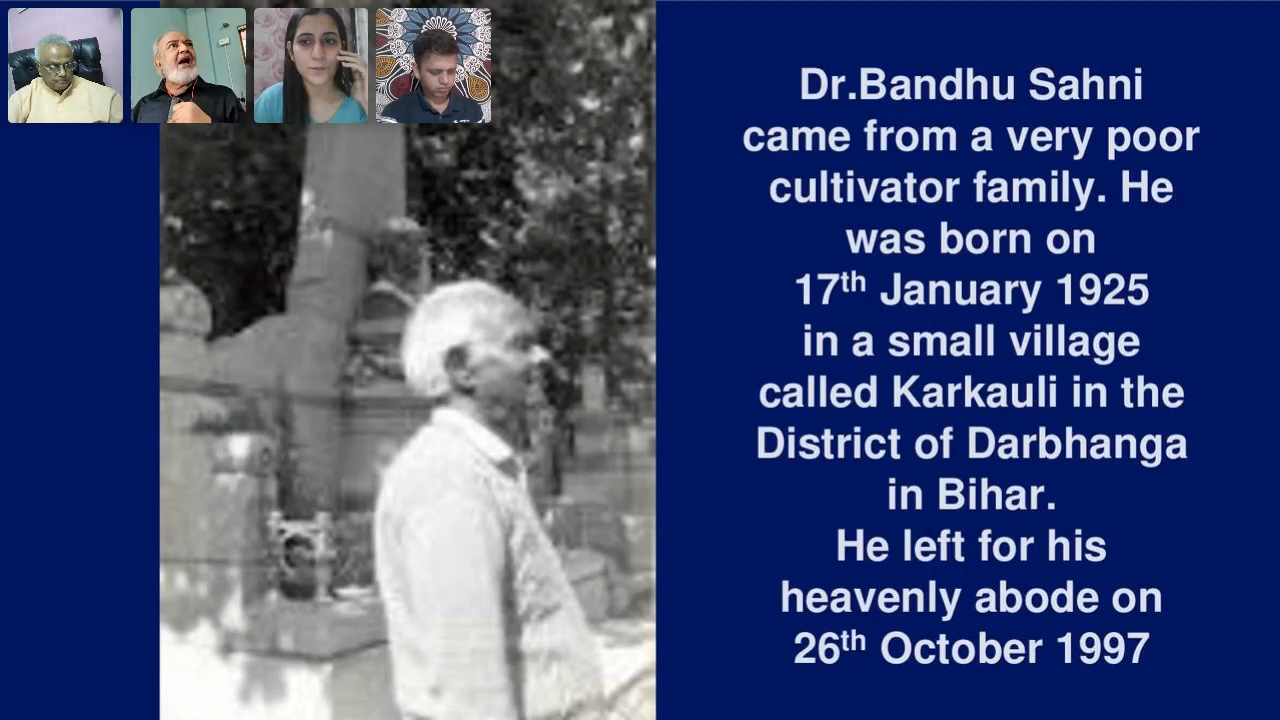 Dr.Bandhu Sahni
came from a very poor
cultivator family. He
was born on
17th January 1925
in a small village
called Karkauli in the
District of Darbhanga
in Bihar.
He left for his
heavenly abode on
26th October 1997